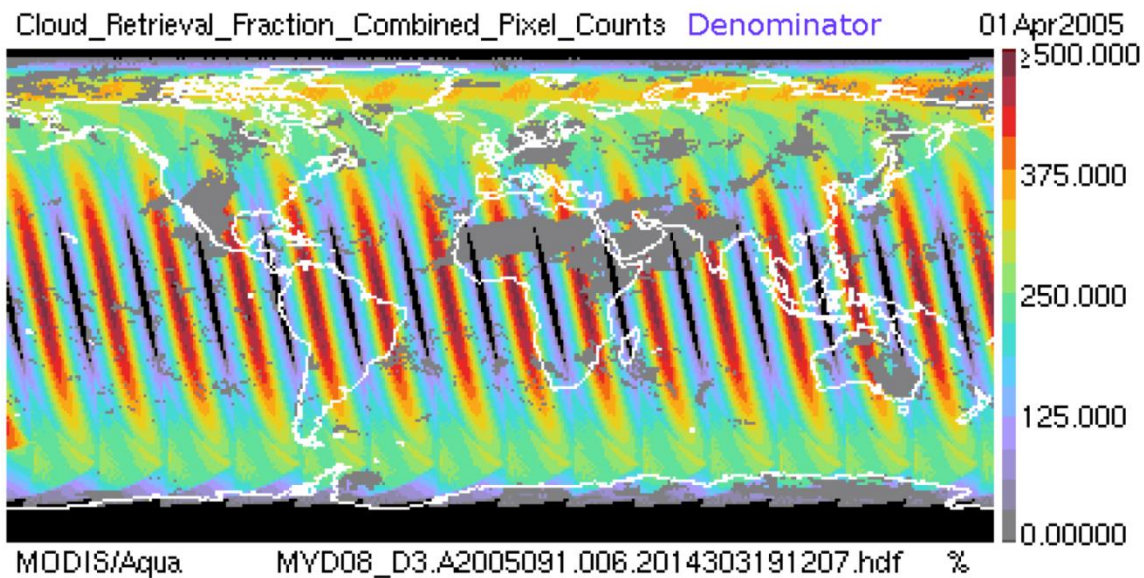 Cloud_Retrieval_Fraction_Combined_Pixel_Counts Denominator 01Apr2005
≥500.000
375.000
250.000
125.000
0.00000
MODIS/Aqua MYD08_D3.A2005091.006.2014303191207.hdf %